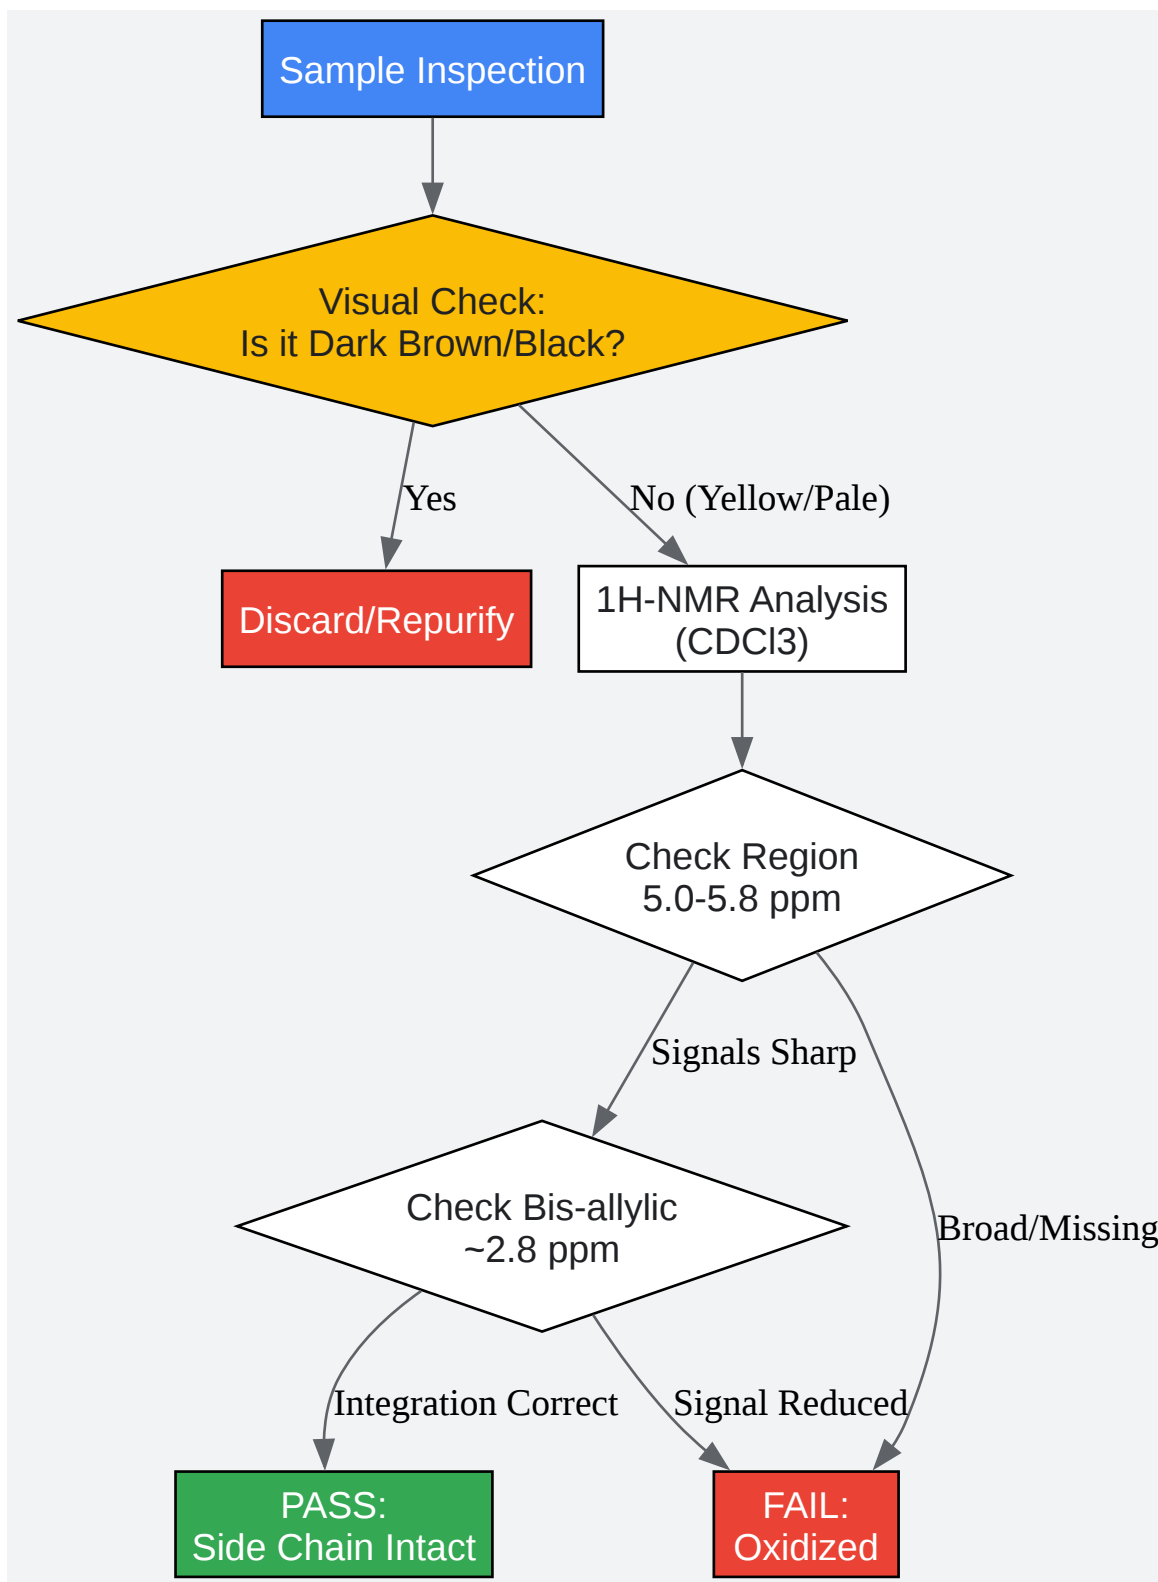 Sample Inspection
Visual Check:
Is it Dark Brown/Black?
Yes
No (Yellow/Pale)
Discard/Repurify
1H-NMR Analysis
(CDCl3)
Check Region
5.0-5.8 ppm
Signals Sharp
Check Bis-allylic
~2.8 ppm
Broad/Missing
Integration Correct
Signal Reduced
PASS:
Side Chain Intact
FAIL:
Oxidized